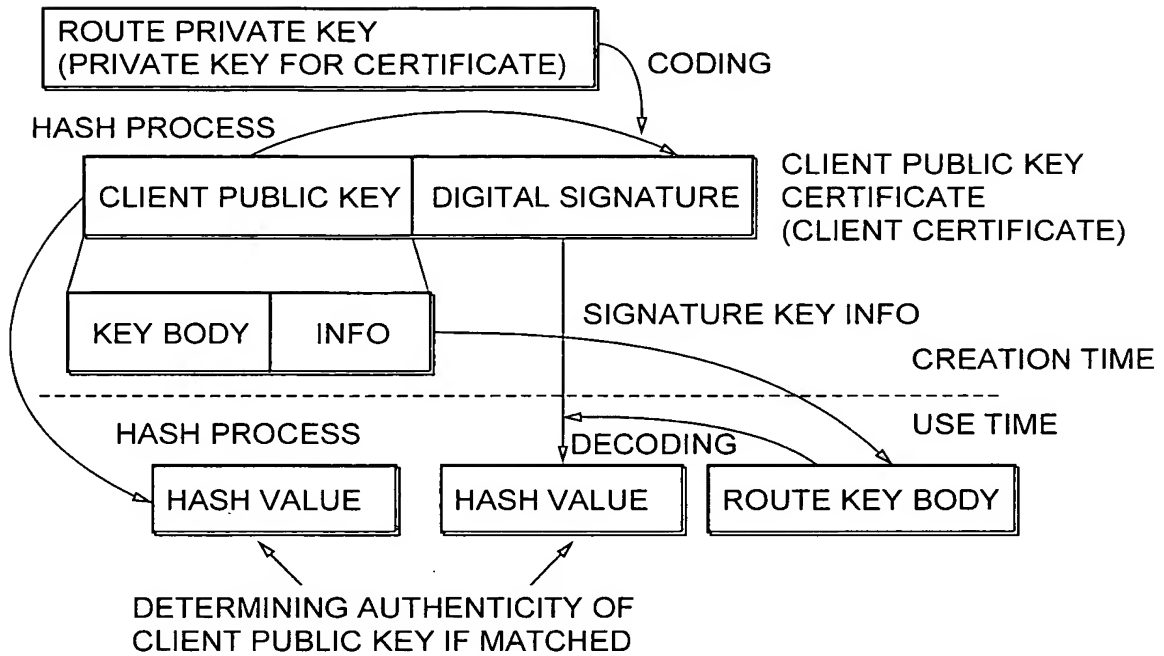 ROUTE PRIVATE KEY
(PRIVATE KEY FOR CERTIFICATE)
CODING
HASH PROCESS
CLIENT PUBLIC KEY
DIGITAL SIGNATURE
CLIENT PUBLIC KEY
CERTIFICATE
(CLIENT CERTIFICATE)
KEY BODY
INFO
SIGNATURE KEY INFO
CREATION TIME
USE TIME
HASH PROCESS
DECODING
HASH VALUE
HASH VALUE
ROUTE KEY BODY
DETERMINING AUTHENTICITY OF
CLIENT PUBLIC KEY IF MATCHED